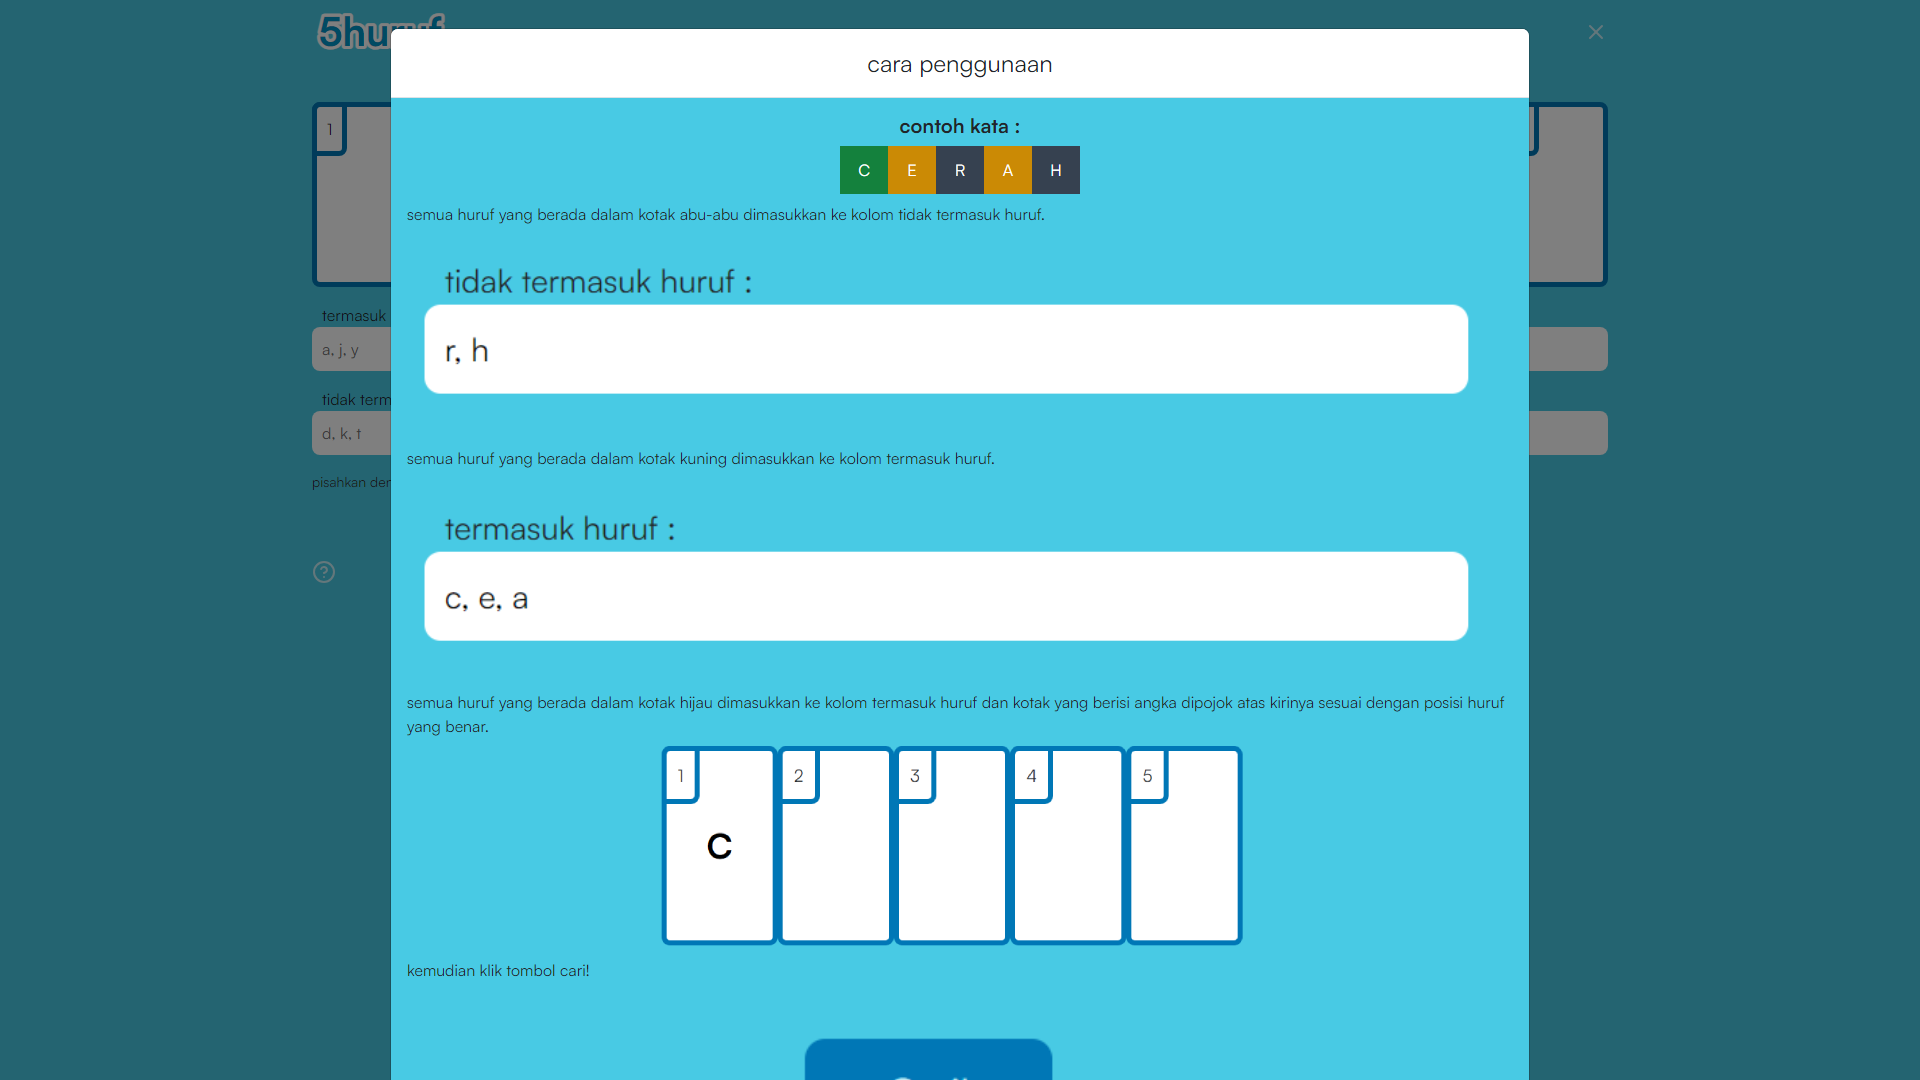 5huruf
cara penggunaan
contoh kata :
C E R A H
semua huruf yang berada dalam kotak abu-abu dimasukkan ke kolom tidak termasuk huruf.
tidak termasuk huruf :
r, h
semua huruf yang berada dalam kotak kuning dimasukkan ke kolom termasuk huruf.
termasuk huruf :
c, e, a
semua huruf yang berada dalam kotak hijau dimasukkan ke kolom termasuk huruf dan kotak yang berisi angka dipojok atas kirinya sesuai dengan posisi huruf
yang benar.
1 2 3 4 5
C
kemudian klik tombol cari!
1
termasuk
a, j, y
tidak term
d, k, t
pisahkan der
?